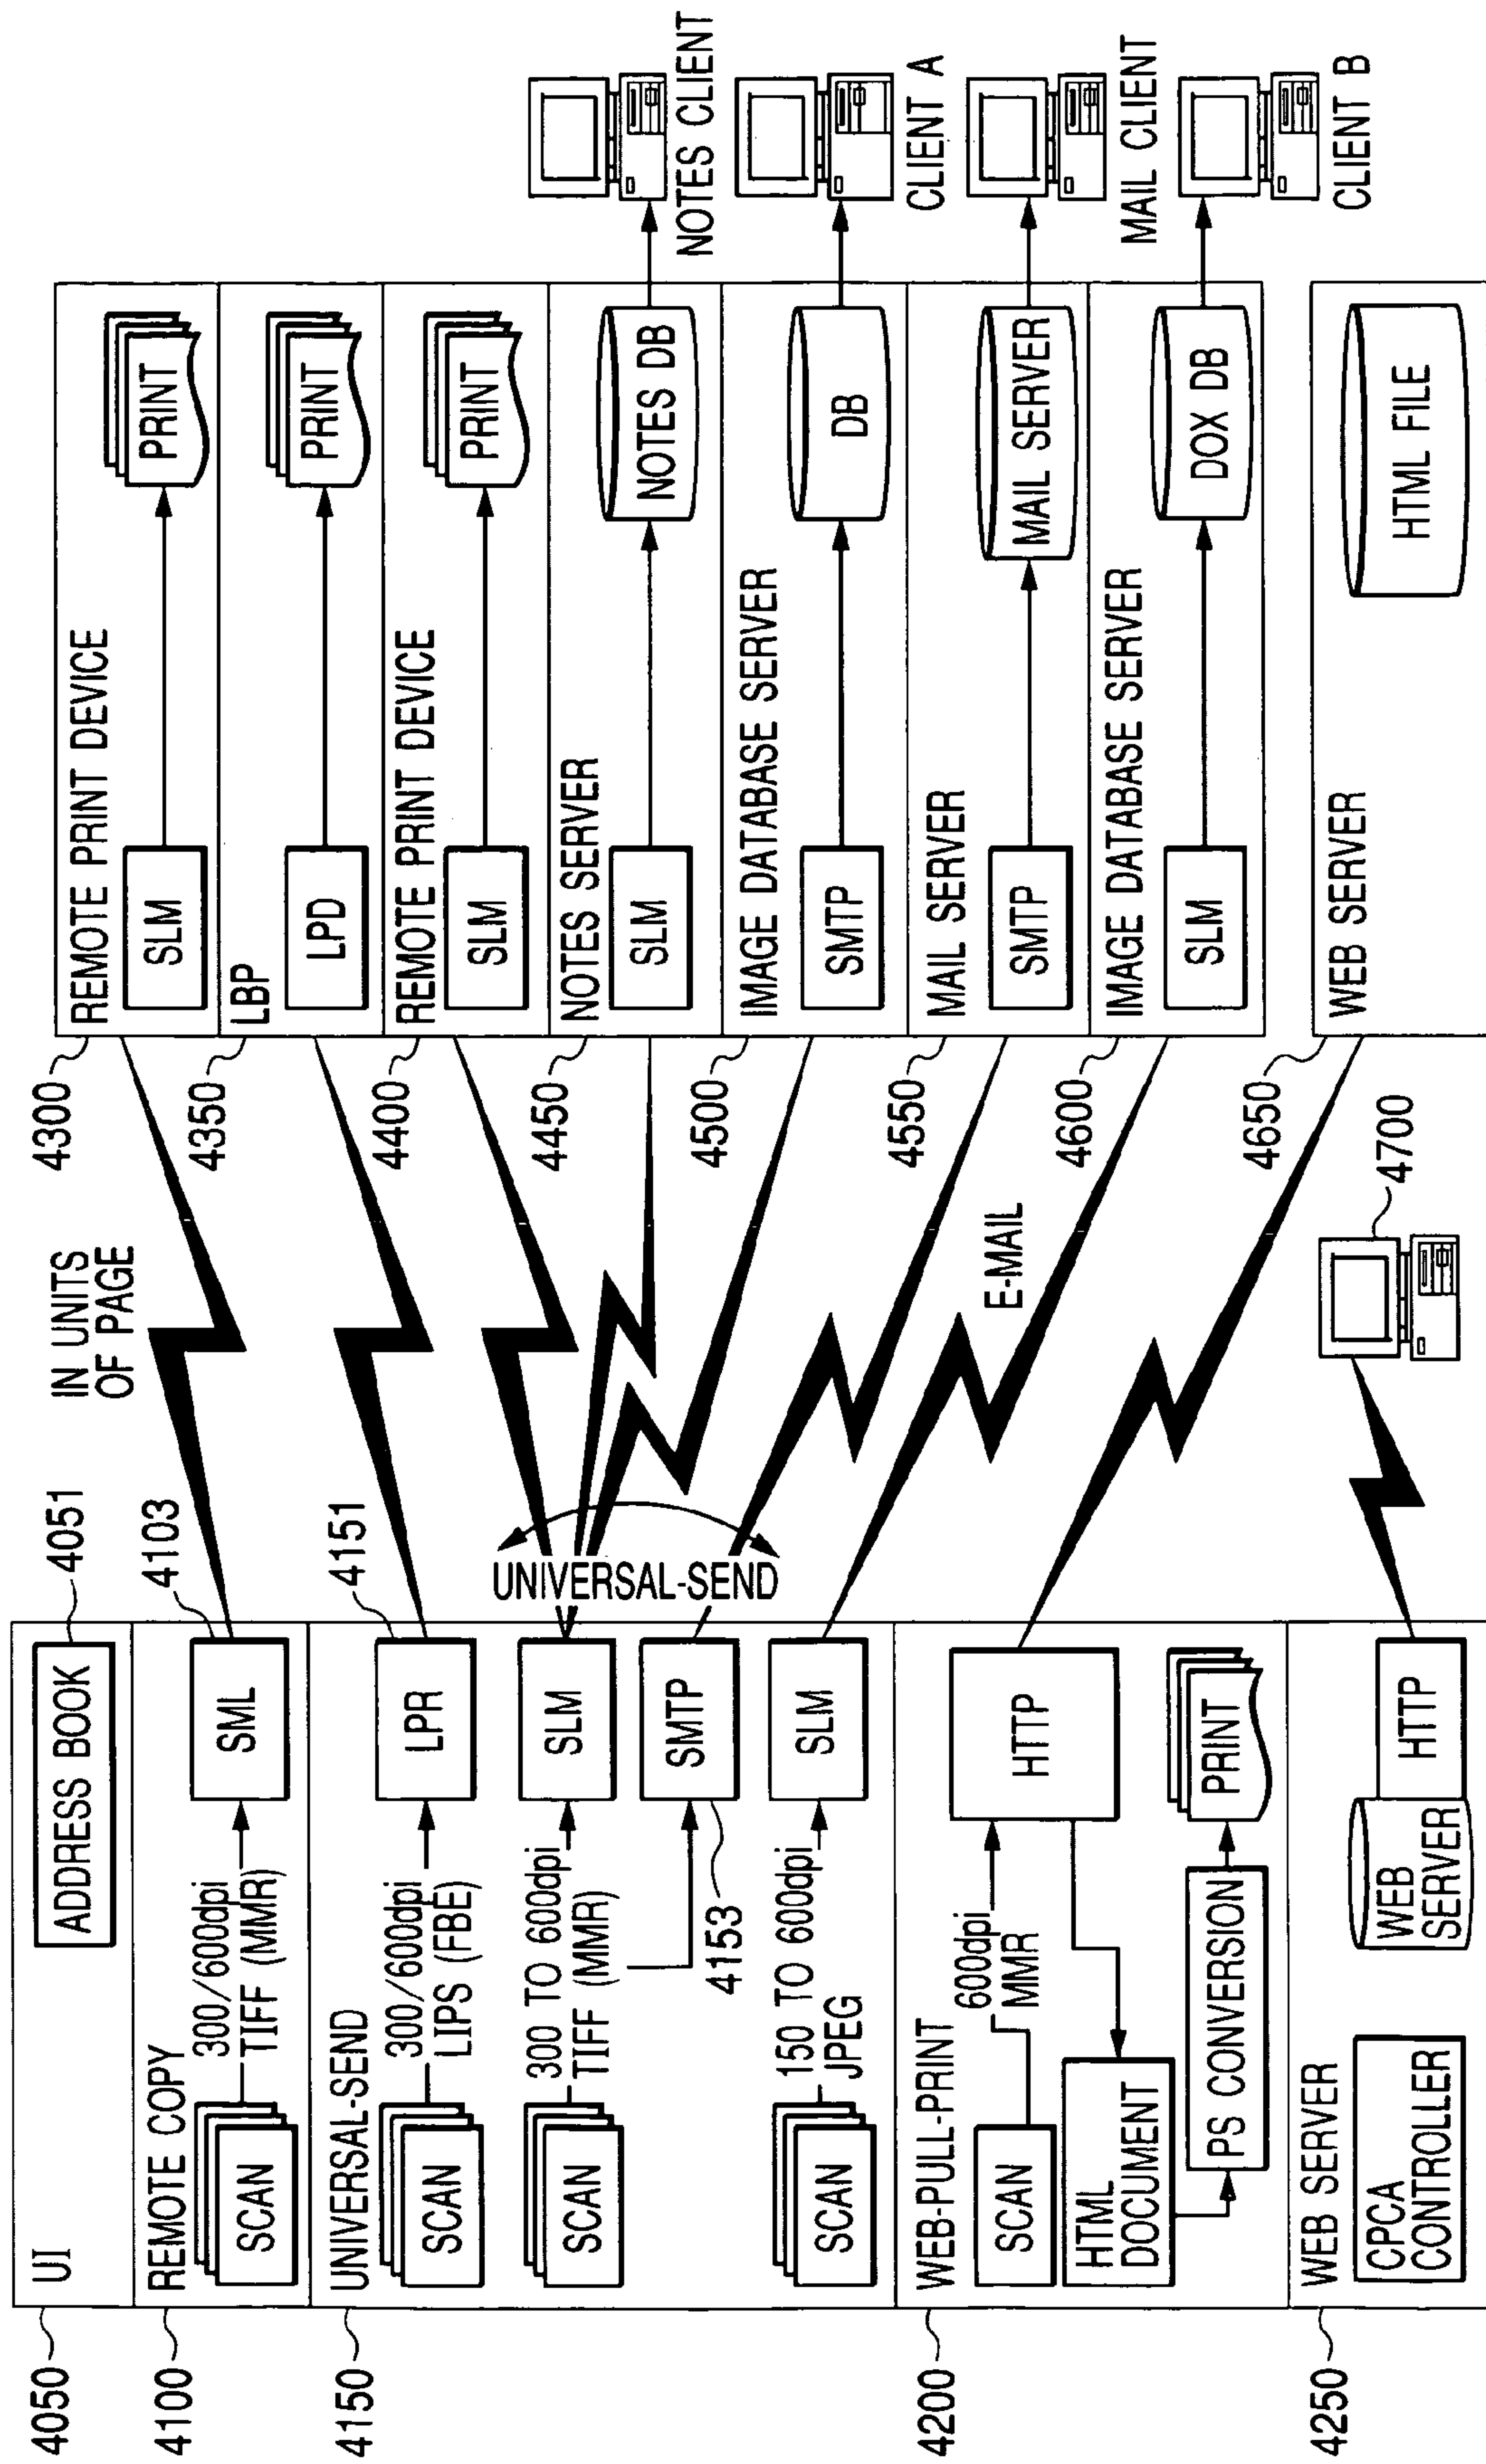 4050
UI
ADDRESS BOOK
4051
4100
REMOTE COPY
SCAN
300/600dpi
TIFF (MMR)
SML
4103
IN UNITS
OF PAGE
4150
UNIVERSAL-SEND
SCAN
300/600dpi
LIPS (FBE)
LPR
4151
SCAN
300 TO 600dpi
TIFF (MMR)
SLM
SMTP
4153
UNIVERSAL-SEND
SCAN
150 TO 600dpi
JPEG
SLM
E-MAIL
4200
WEB-PULL-PRINT
SCAN
600dpi
MMR
HTTP
HTML
DOCUMENT
PS CONVERSION
PRINT
4250
WEB SERVER
CPCA
CONTROLLER
WEB
SERVER
HTTP
4700
4300
REMOTE PRINT DEVICE
SLM
PRINT
4350
LBP
LPD
PRINT
4400
REMOTE PRINT DEVICE
SLM
PRINT
4450
NOTES SERVER
SLM
NOTES DB
NOTES CLIENT
4500
IMAGE DATABASE SERVER
SMTP
DB
CLIENT A
4550
MAIL SERVER
SMTP
MAIL SERVER
MAIL CLIENT
4600
IMAGE DATABASE SERVER
SLM
DOX DB
CLIENT B
4650
WEB SERVER
HTML FILE